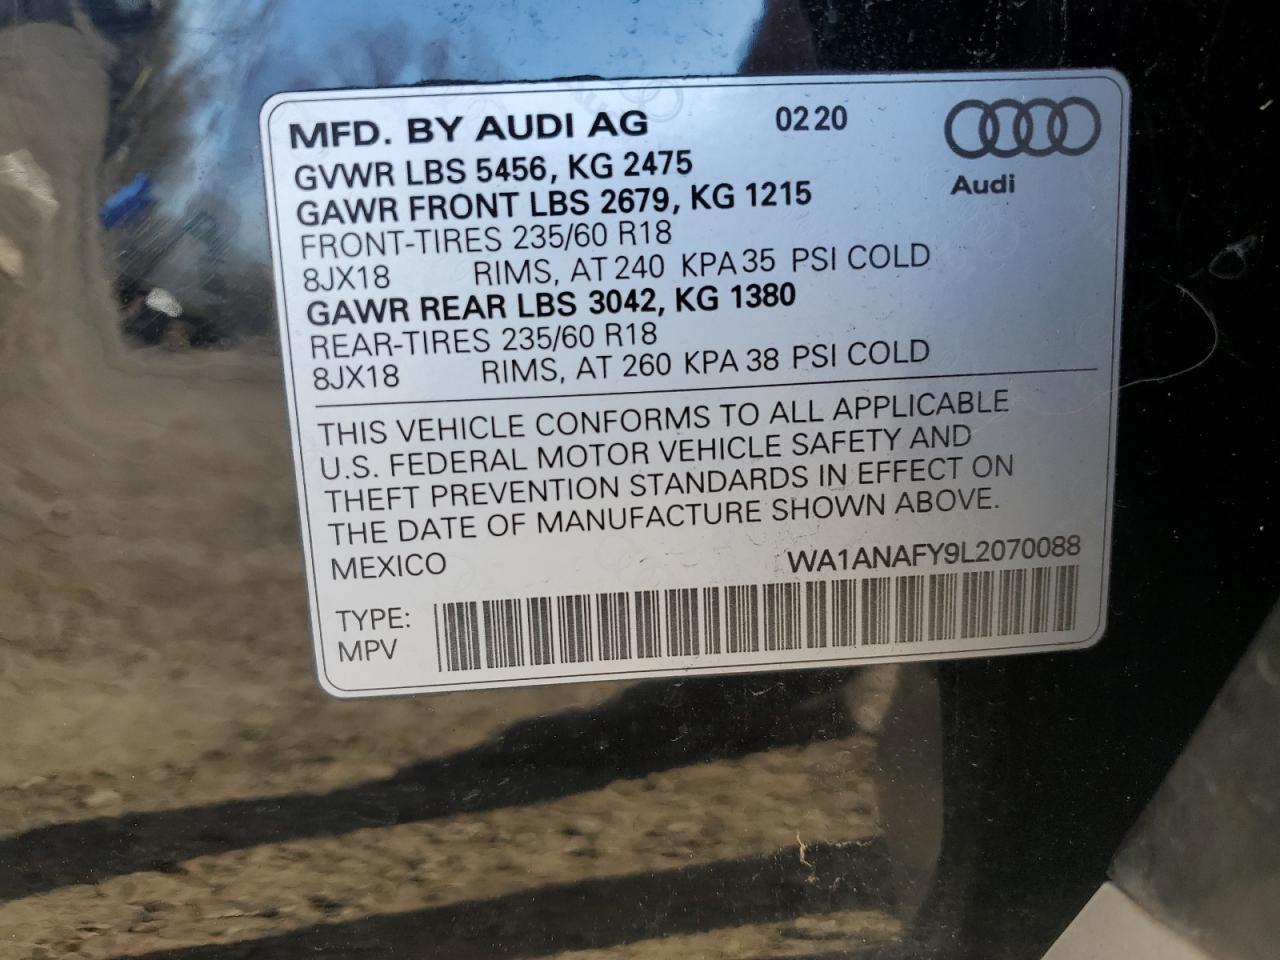 MFD. BY AUDI AG 0220
Audi
GVWR LBS 5456, KG 2475
GAWR FRONT LBS 2679, KG 1215
FRONT-TIRES 235/60 R18
8JX18 RIMS, AT 240 KPA 35 PSI COLD
GAWR REAR LBS 3042, KG 1380
REAR-TIRES 235/60 R18
8JX18 RIMS, AT 260 KPA 38 PSI COLD
THIS VEHICLE CONFORMS TO ALL APPLICABLE
U.S. FEDERAL MOTOR VEHICLE SAFETY AND
THEFT PREVENTION STANDARDS IN EFFECT ON
THE DATE OF MANUFACTURE SHOWN ABOVE.
MEXICO WA1ANAFY9L2070088
TYPE:
MPV